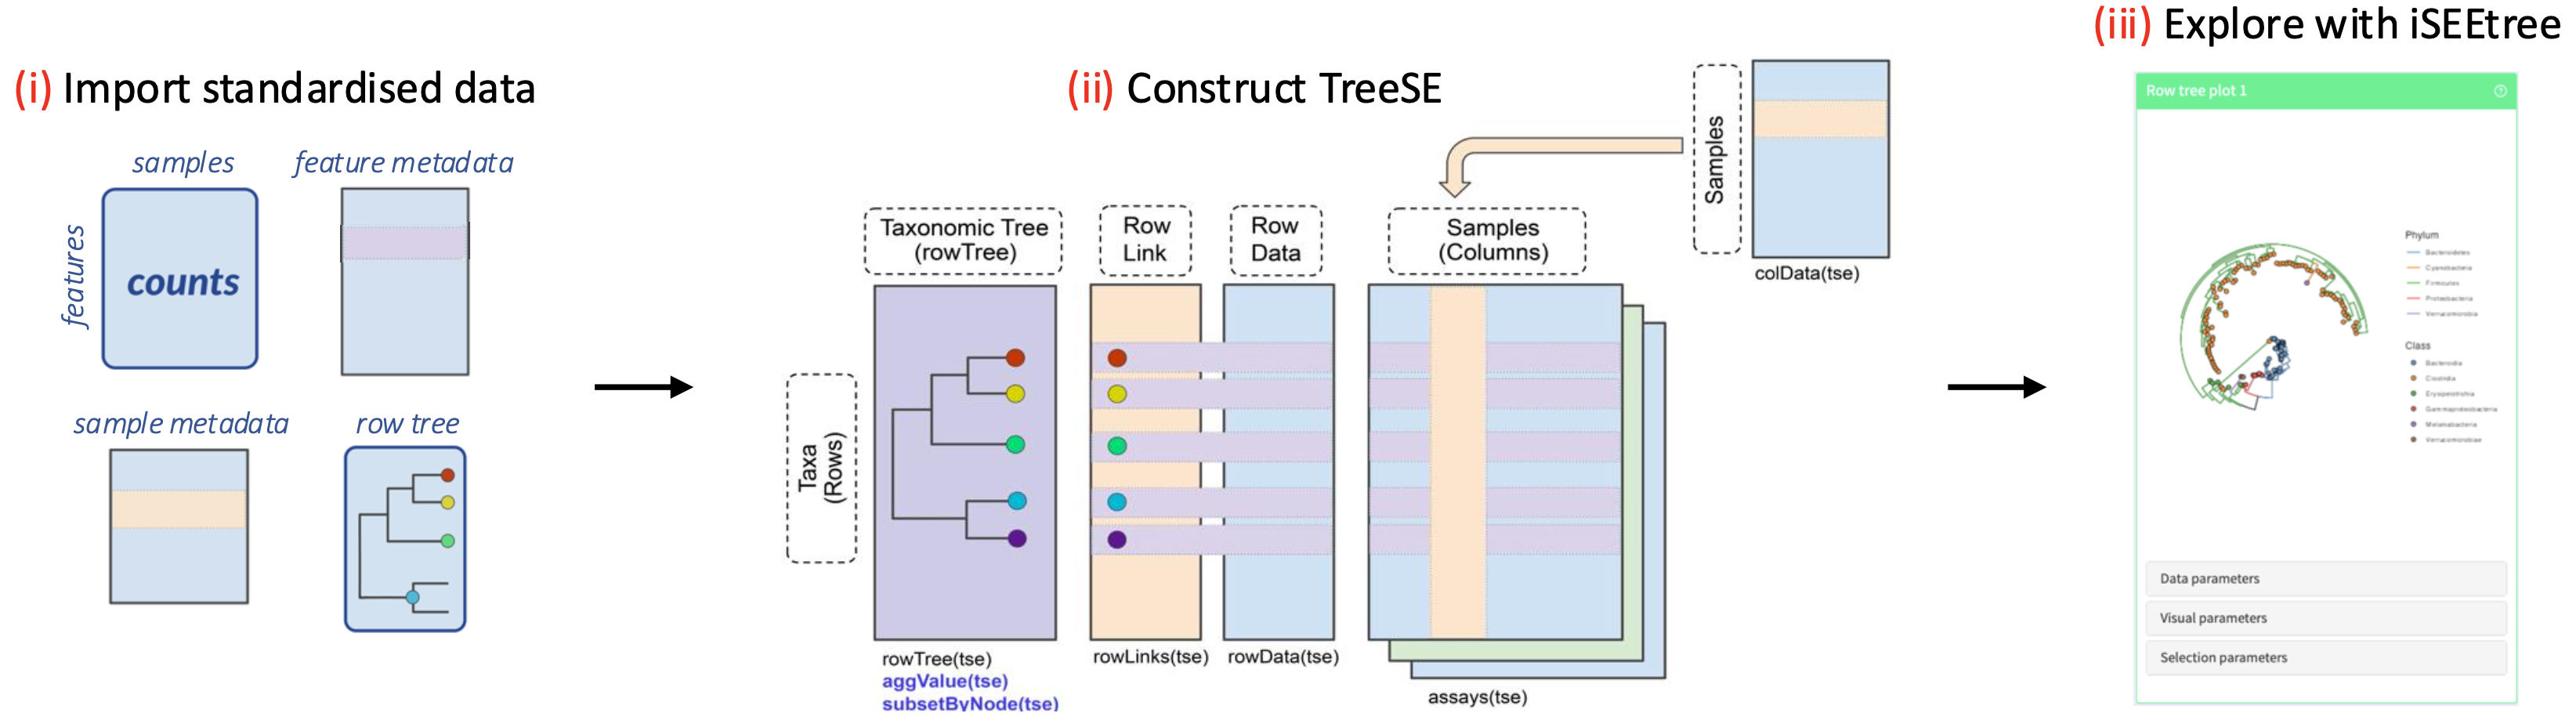 (i) Import standardised data
samples
feature metadata
features
counts
sample metadata
row tree
(ii) Construct TreeSE
Samples
colData(tse)
Taxonomic Tree
(rowTree)
Row
Link
Row
Data
Samples
(Columns)
Taxa
(Rows)
rowTree(tse)
aggValue(tse)
subsetByNode(tse)
rowLinks(tse)
rowData(tse)
assays(tse)
(iii) Explore with iSEEtree
Row tree plot 1
Phylum
Bacteroidetes
Cyanobacteria
Firmicutes
Proteobacteria
Verrucomicrobia
Class
Bacteroidia
Clostridia
Erysipelotrichia
Gammaproteobacteria
Melainabacteria
Verrucomicrobiae
Data parameters
Visual parameters
Selection parameters